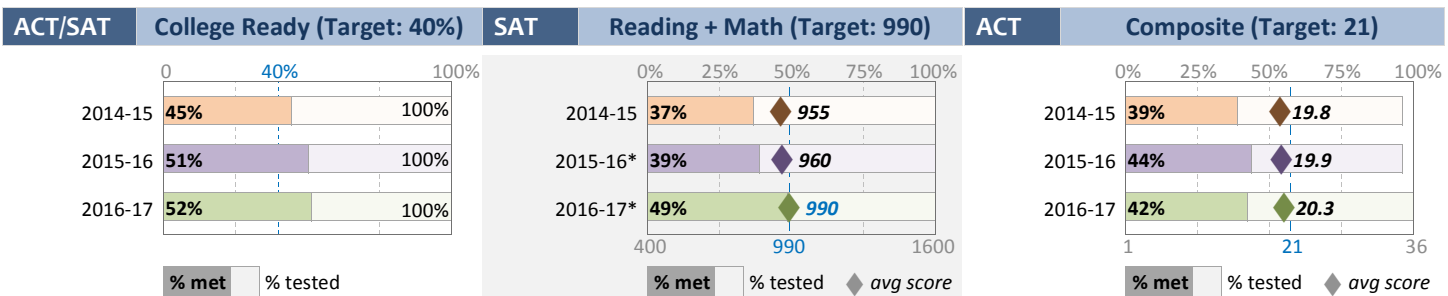 ACT/SAT College Ready (Target: 40%)
0 40% 100%
2014-15 45% 100%
2015-16 51% 100%
2016-17 52% 100%
% met % tested
SAT Reading + Math (Target: 990)
0% 25% 50% 75% 100%
2014-15 37% 955
2015-16* 39% 960
2016-17* 49% 990
400 990 1600
% met % tested avg score
ACT Composite (Target: 21)
0% 25% 50% 75% 100%
2014-15 39% 19.8
2015-16 44% 19.9
2016-17 42% 20.3
1 21 36
% met % tested avg score